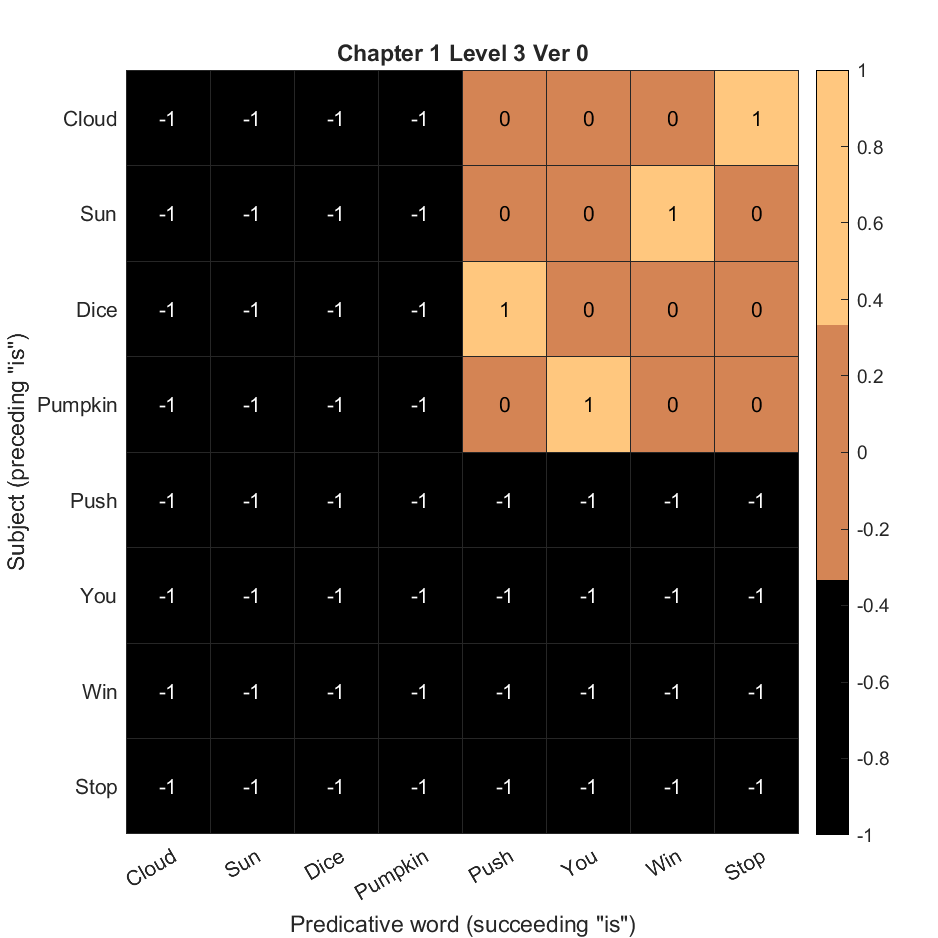 Chapter 1 Level 3 Ver 0
Subject (preceding "is")
Cloud -1 -1 -1 -1 0 0 0 1
Sun -1 -1 -1 -1 0 0 1 0
Dice -1 -1 -1 -1 1 0 0 0
Pumpkin -1 -1 -1 -1 0 1 0 0
Push -1 -1 -1 -1 -1 -1 -1 -1
You -1 -1 -1 -1 -1 -1 -1 -1
Win -1 -1 -1 -1 -1 -1 -1 -1
Stop -1 -1 -1 -1 -1 -1 -1 -1
Cloud Sun Dice Pumpkin Push You Win Stop
Predicative word (succeeding "is")
1
0.8
0.6
0.4
0.2
0
-0.2
-0.4
-0.6
-0.8
-1